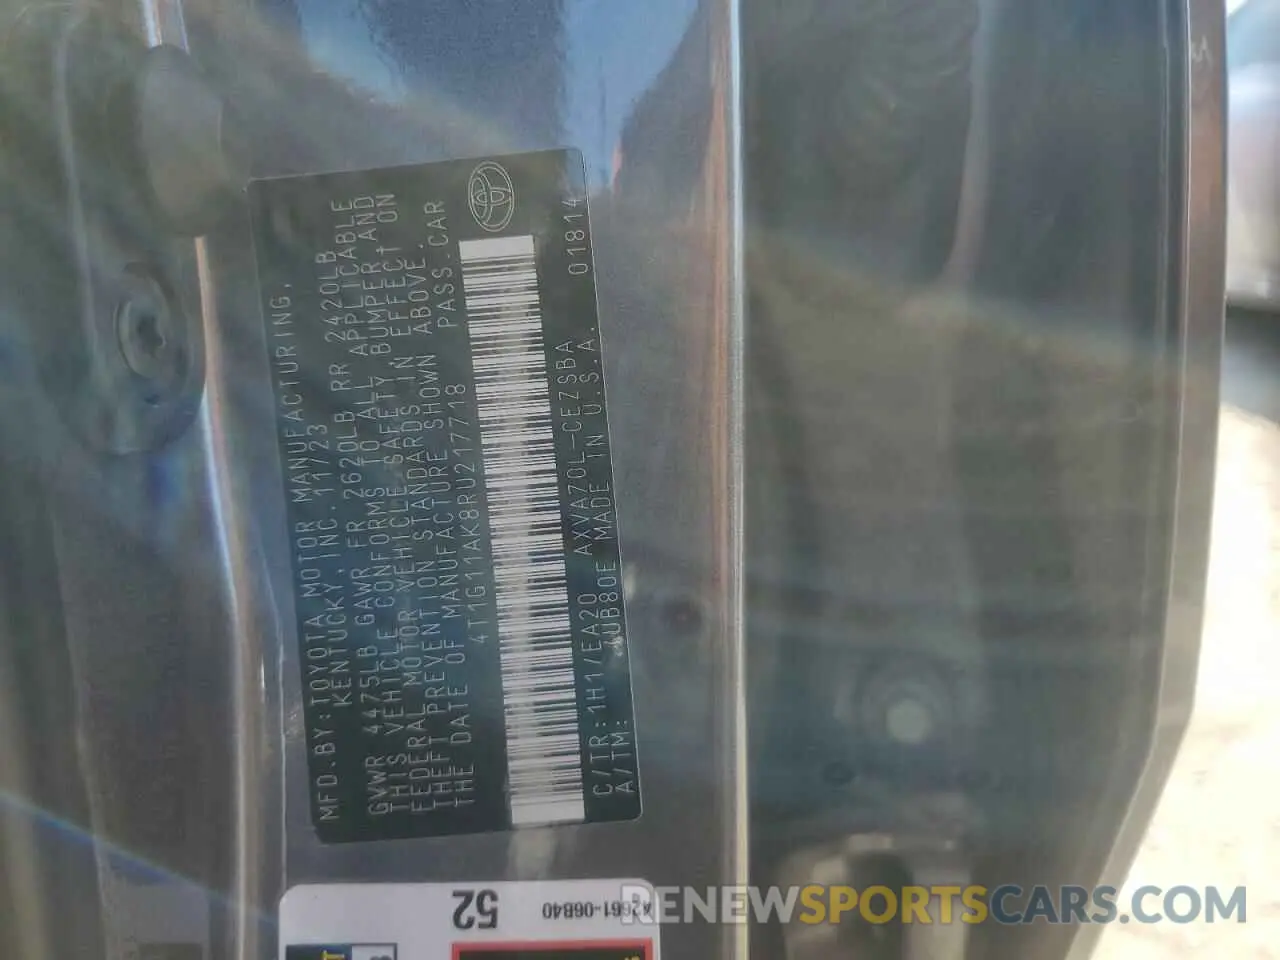 MFD.BY:TOYOTA MOTOR MANUFACTURING,
KENTUCKY,INC. 11/23
GVWR 4475LB GAWR FR 2620LB RR 2420LB
THIS VEHICLE CONFORMS TO ALL APPLICABLE
FEDERAL MOTOR VEHICLE SAFETY,BUMPER,AND
THEFT PREVENTION STANDARDS IN EFFECT ON
THE DATE OF MANUFACTURE SHOWN ABOVE.
4T1G11AK8RU217718 PASS.CAR
C/TR:1H1/EA20 AXVA70L-CEZSBA 01814
A/TM: /UB80E MADE IN U.S.A.
52
42661-06B40
RENEWSPORTSCARS.COM